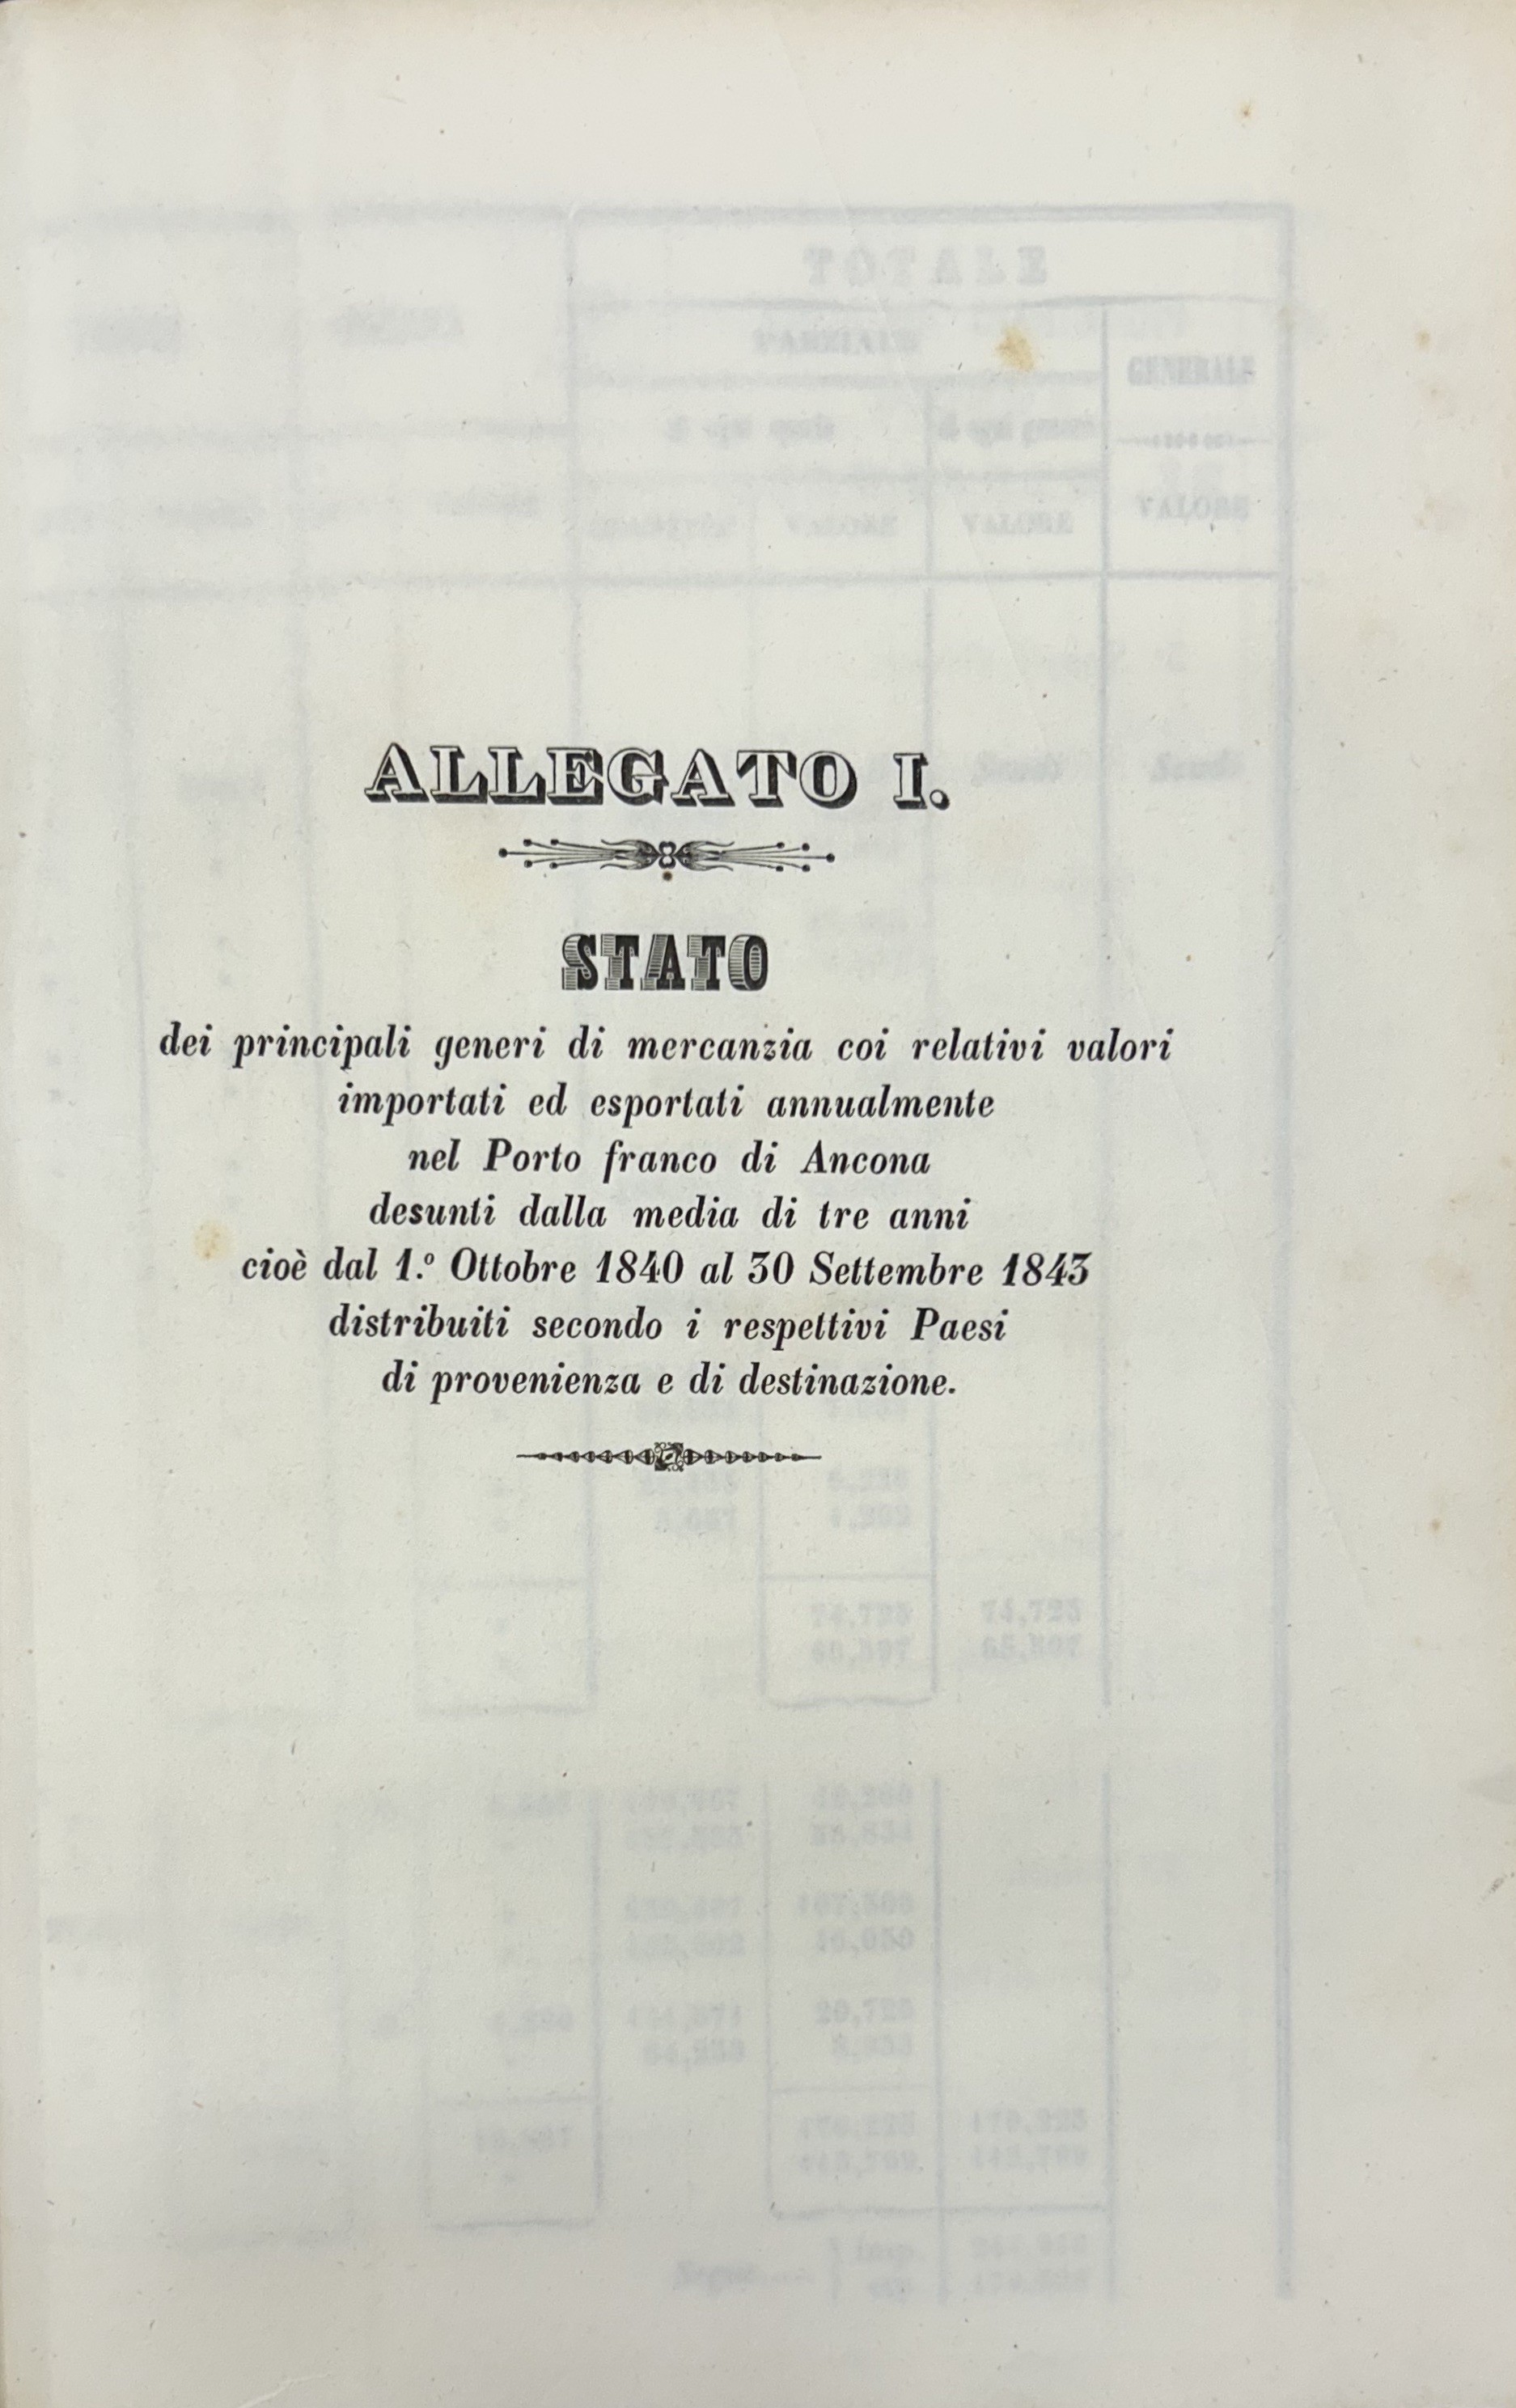 ALLEGATO I.
STATO
dei principali generi di mercanzia coi relativi valori
importati ed esportati annualmente
nel Porto franco di Ancona
desunti dalla media di tre anni
cioè dal 1.º Ottobre 1840 al 30 Settembre 1843
distribuiti secondo i respettivi Paesi
di provenienza e di destinazione.